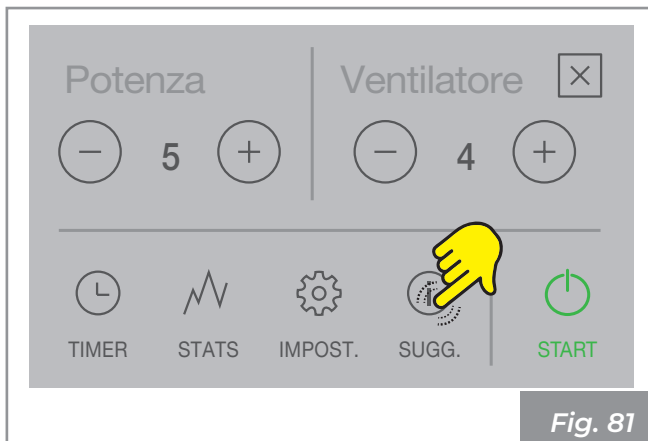 Potenza
Ventilatore
5
4
TIMER
STATS
IMPOST.
SUGG.
START
Fig. 81